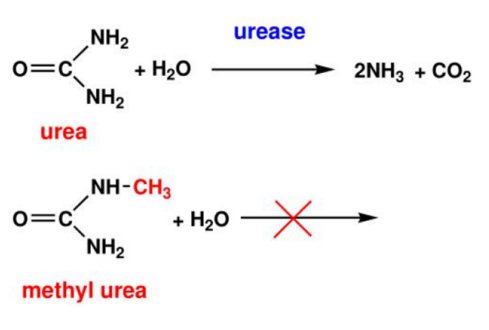 NH₂ urease
O=C + H₂O 2NH₃ + CO₂
NH₂
urea
NH-CH₃
O=C + H₂O
NH₂
methyl urea